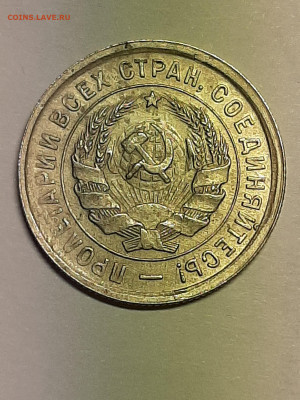 COINS.LAVE.RU
ПРОЛЕТАРИИ ВСЕХ СТРАН, СОЕДИНЯЙТЕСЬ! —